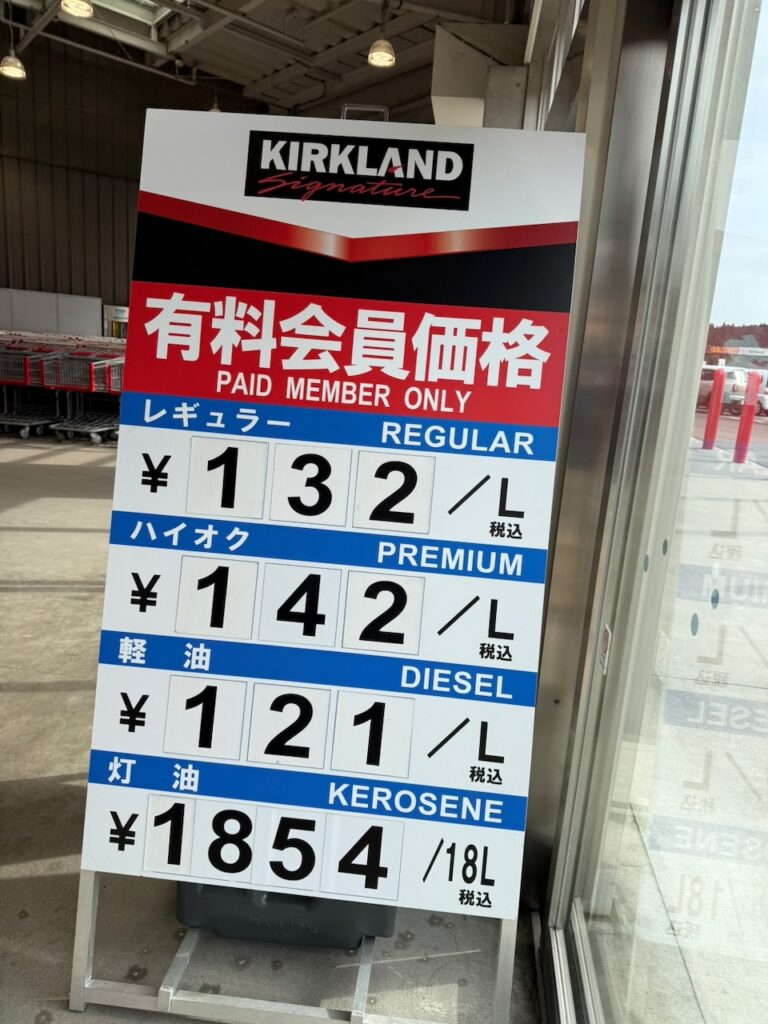 KIRKLAND
Signature
有料会員価格
PAID MEMBER ONLY
レギュラー REGULAR
¥132/L
税込
ハイオク PREMIUM
¥142/L
税込
軽油 DIESEL
¥121/L
税込
灯油 KEROSENE
¥1854/18L
税込